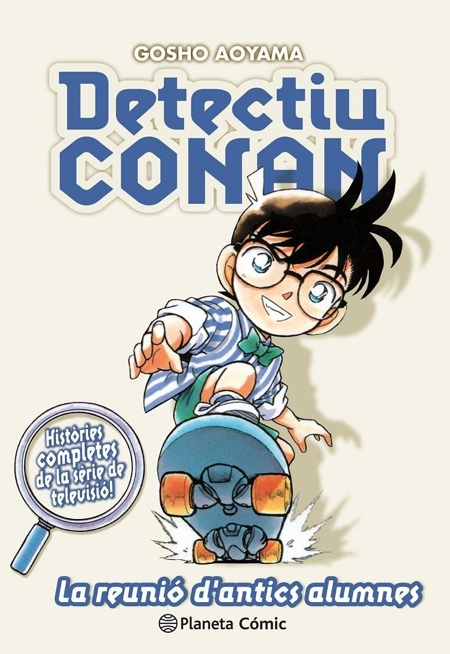 GOSHO AOYAMA
Detectiu
CONAN
Històries
completes
de la sèrie de
televisió!
La reunió d'antics alumnes
Planeta Cómic